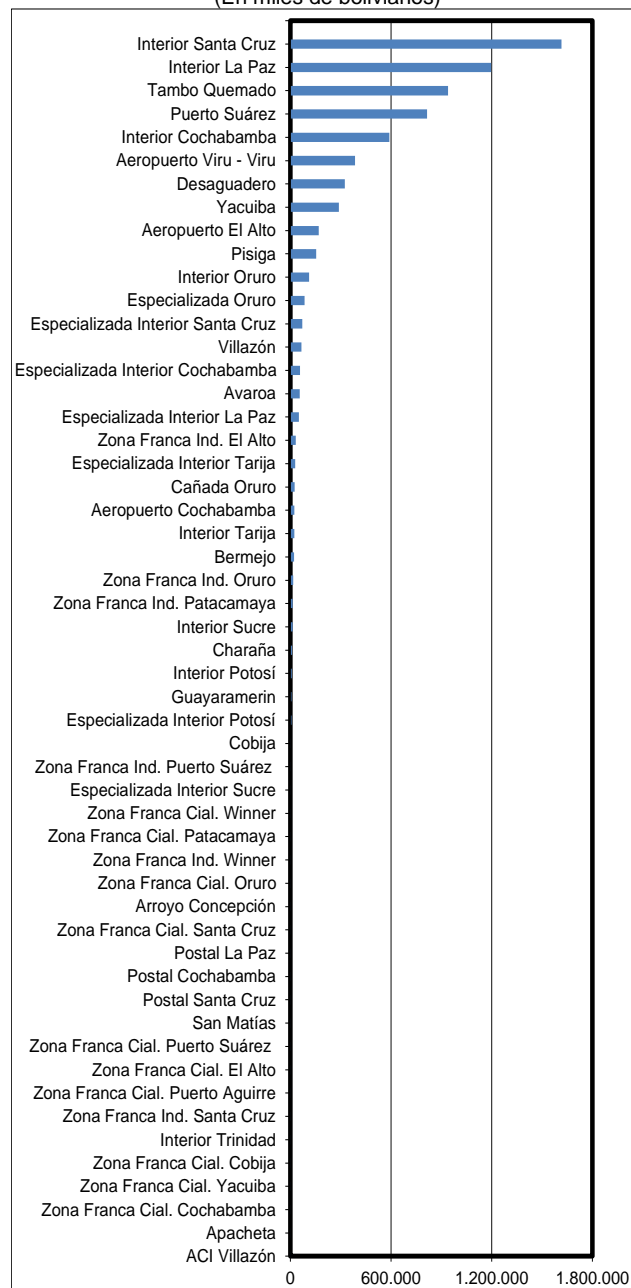 (En miles de bolivianos)
Interior Santa Cruz
Interior La Paz
Tambo Quemado
Puerto Suárez
Interior Cochabamba
Aeropuerto Viru - Viru
Desaguadero
Yacuiba
Aeropuerto El Alto
Pisiga
Interior Oruro
Especializada Oruro
Especializada Interior Santa Cruz
Villazón
Especializada Interior Cochabamba
Avaroa
Especializada Interior La Paz
Zona Franca Ind. El Alto
Especializada Interior Tarija
Cañada Oruro
Aeropuerto Cochabamba
Interior Tarija
Bermejo
Zona Franca Ind. Oruro
Zona Franca Ind. Patacamaya
Interior Sucre
Charaña
Interior Potosí
Guayaramerin
Especializada Interior Potosí
Cobija
Zona Franca Ind. Puerto Suárez
Especializada Interior Sucre
Zona Franca Cial. Winner
Zona Franca Cial. Patacamaya
Zona Franca Ind. Winner
Zona Franca Cial. Oruro
Arroyo Concepción
Zona Franca Cial. Santa Cruz
Postal La Paz
Postal Cochabamba
Postal Santa Cruz
San Matías
Zona Franca Cial. Puerto Suárez
Zona Franca Cial. El Alto
Zona Franca Cial. Puerto Aguirre
Zona Franca Ind. Santa Cruz
Interior Trinidad
Zona Franca Cial. Cobija
Zona Franca Cial. Yacuiba
Zona Franca Cial. Cochabamba
Apacheta
ACI Villazón
0 600.000 1.200.000 1.800.000